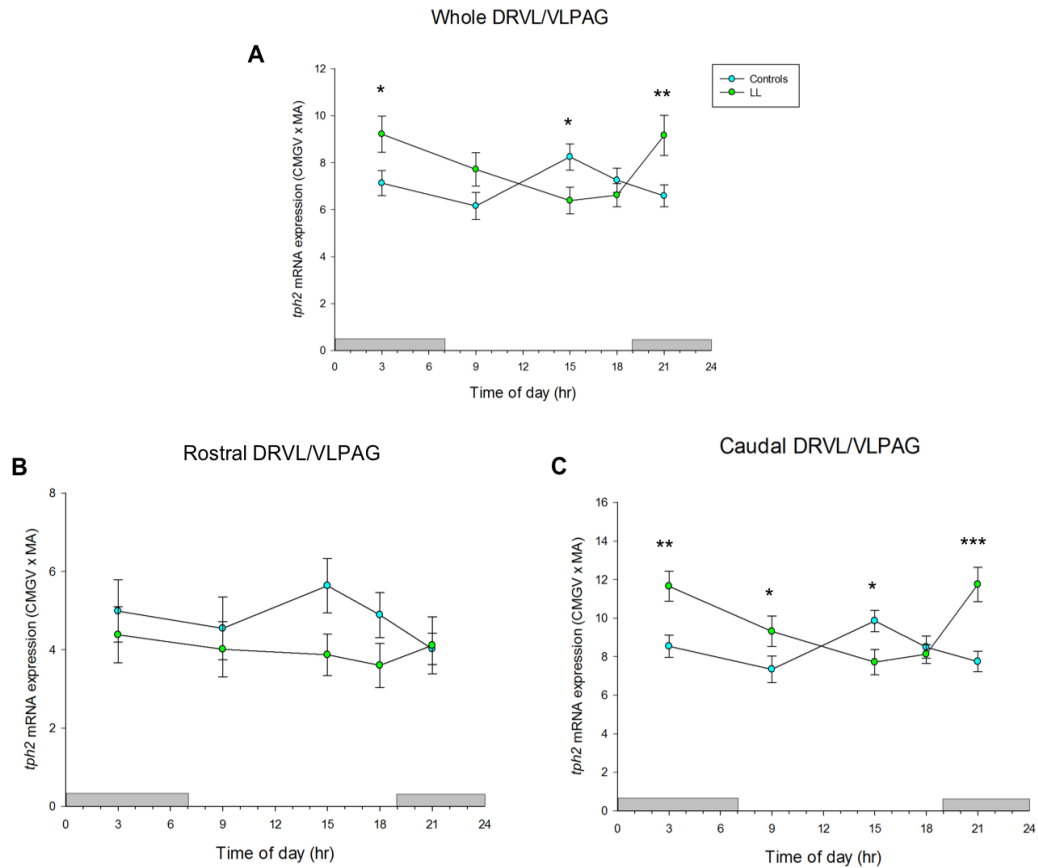 Whole DRVL/VLPAG
A
Controls
LL
*
*
**
12
10
8
6
4
2
0
tph2 mRNA expression (CMGV x MA)
0 3 6 9 12 15 18 21 24
Time of day (hr)
B
Rostral DRVL/VLPAG
8
6
4
2
0
tph2 mRNA expression (CMGV x MA)
0 3 6 9 12 15 18 21 24
Time of day (hr)
C
Caudal DRVL/VLPAG
**
*
*
***
16
14
12
10
8
6
4
2
0
tph2 mRNA expression (CMGV x MA)
0 3 6 9 12 15 18 21 24
Time of day (hr)